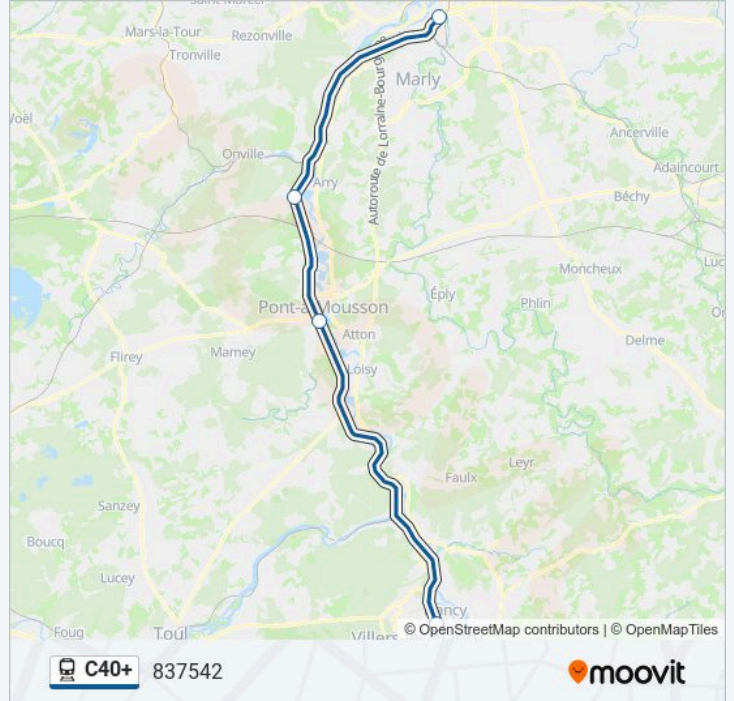 Mars-la-Tour
Rezonville
Tronville
Marly
Autoroute de Lorraine-Bourgogne
Ancerville
Onville
Adaincourt
Arry
Béchy
Moncheux
Éply
Phlin
Pont-à-Mousson
Atton
Delme
Mamey
Flirey
Loisy
Leyr
Faulx
Sanzey
Boucq
Lucey
ancy
Foug
Toul
Villers
© OpenStreetMap contributors | © OpenMapTiles
C40+ 837542
moovit